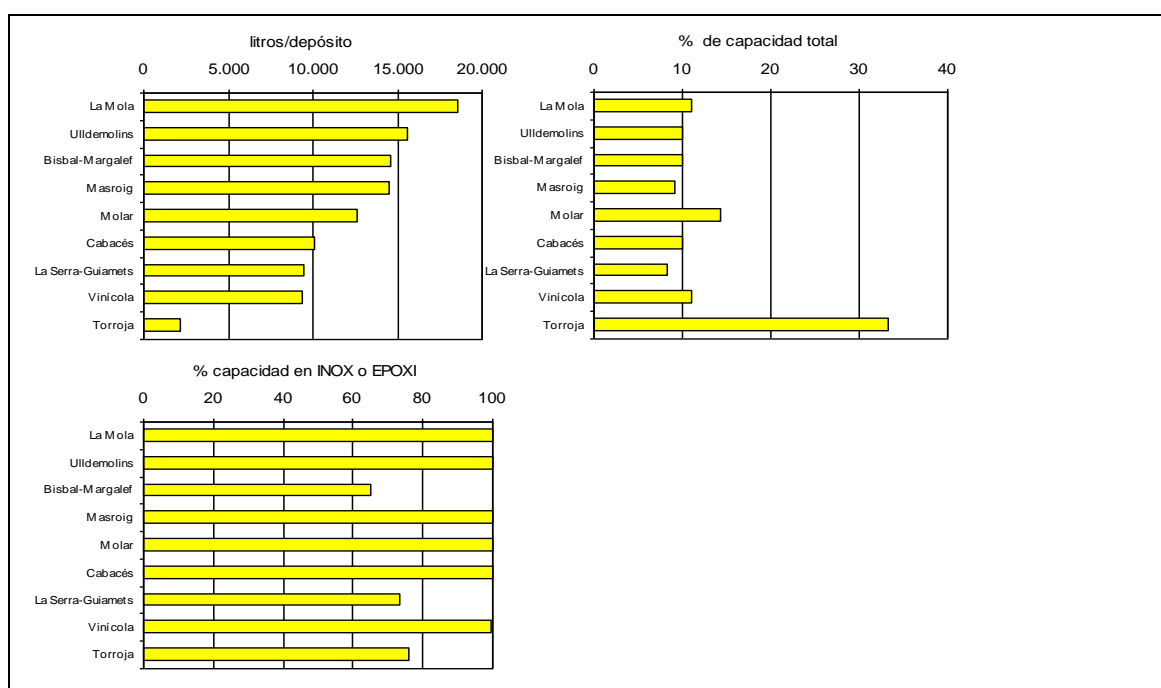 litros/depósito
0 5.000 10.000 15.000 20.000
La Mola
Ulldemolins
Bisbal-Margalef
Masroig
Molar
Cabacés
La Serra-Guiamets
Vinícola
Torroja
% de capacidad total
0 10 20 30 40
La Mola
Ulldemolins
Bisbal-Margalef
Masroig
Molar
Cabacés
La Serra-Guiamets
Vinícola
Torroja
% capacidad en INOX o EPOXI
0 20 40 60 80 100
La Mola
Ulldemolins
Bisbal-Margalef
Masroig
Molar
Cabacés
La Serra-Guiamets
Vinícola
Torroja